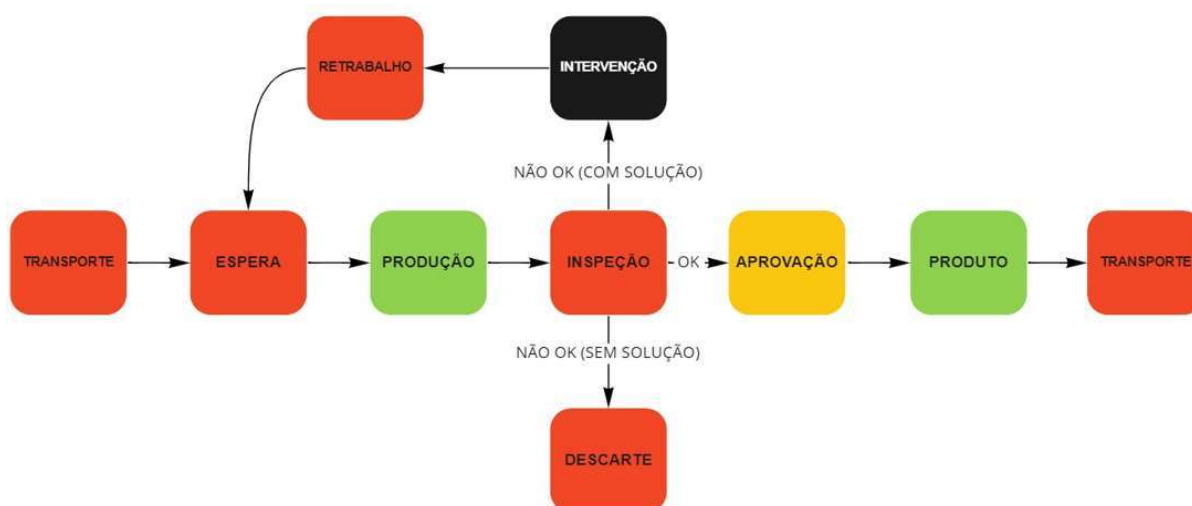 RETRABALHO
INTERVENÇÃO
NÃO OK (COM SOLUÇÃO)
TRANSPORTE
ESPERA
PRODUÇÃO
INSPEÇÃO
OK
APROVAÇÃO
PRODUTO
TRANSPORTE
NÃO OK (SEM SOLUÇÃO)
DESCARTE